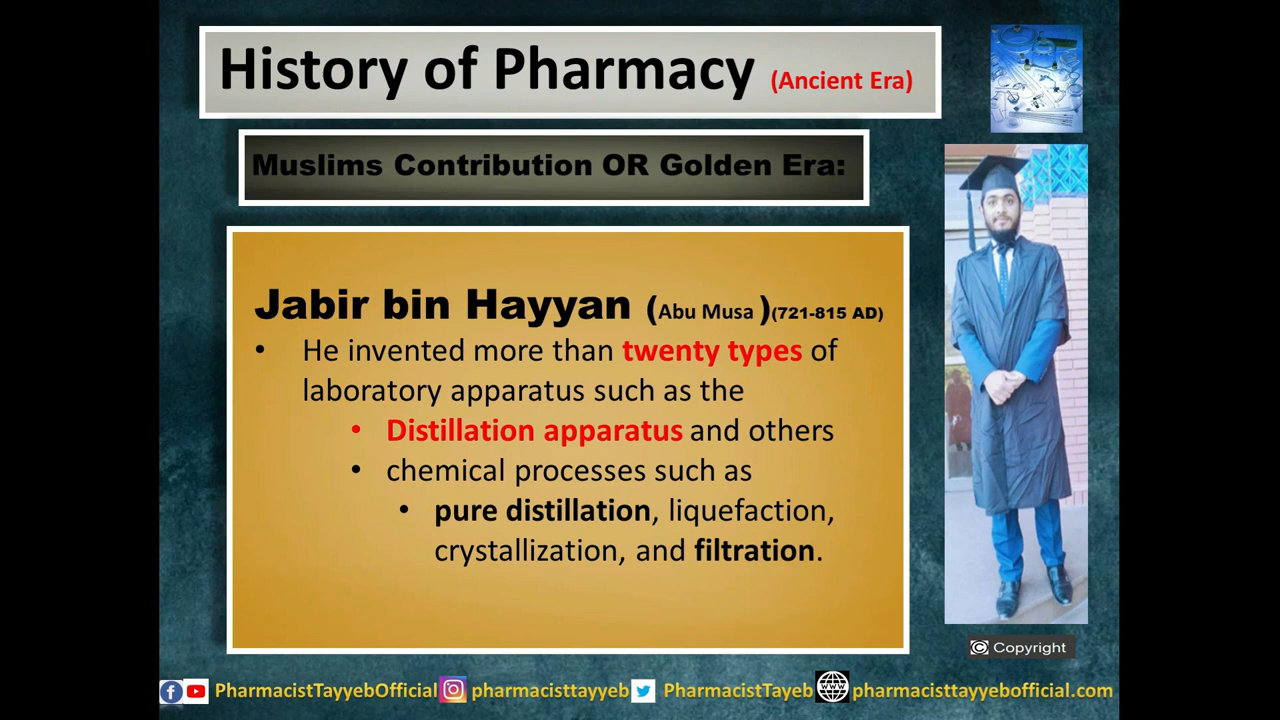 History of Pharmacy (Ancient Era)
Muslims Contribution OR Golden Era:
Jabir bin Hayyan (Abu Musa )(721-815 AD)
• He invented more than twenty types of
laboratory apparatus such as the
• Distillation apparatus and others
• chemical processes such as
• pure distillation, liquefaction,
crystallization, and filtration.
© Copyright
PharmacistTayyebOfficial pharmacisttayyeb PharmacistTayeb pharmacisttayyebofficial.com